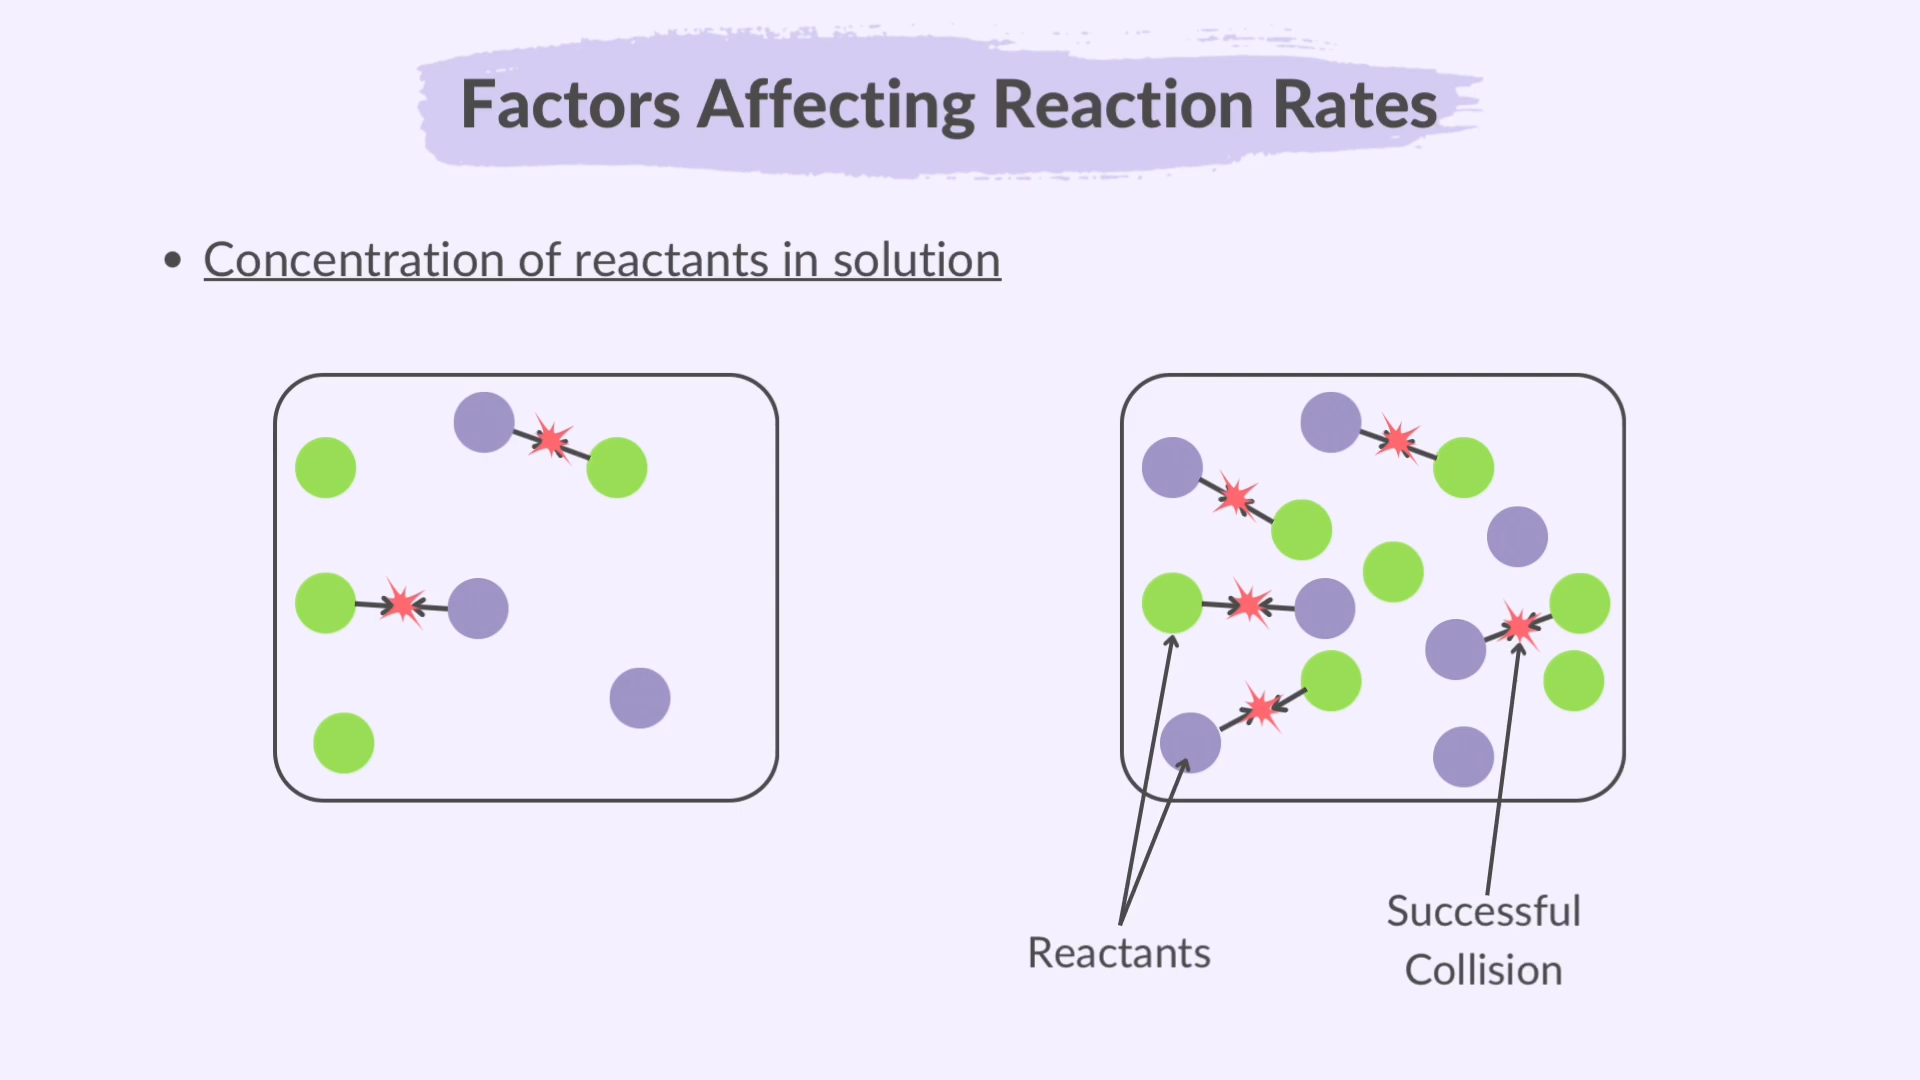 Factors Affecting Reaction Rates
• Concentration of reactants in solution
Reactants
Successful
Collision